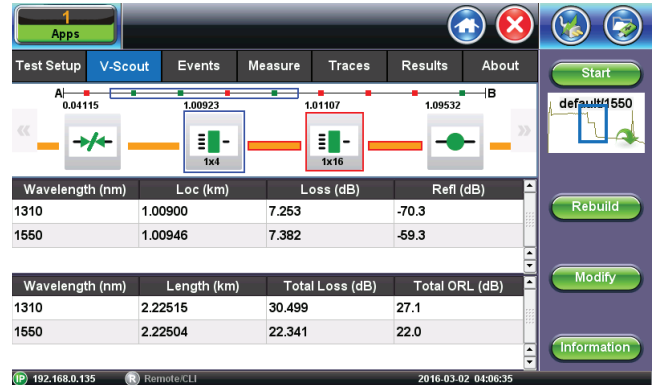 1
Apps
Test Setup V-Scout Events Measure Traces Results About
A B
0.04115 1.00923 1.01107 1.09532
« »
1x4 1x16
Wavelength (nm) Loc (km) Loss (dB) Refl (dB)
1310 1.00900 7.253 -70.3
1550 1.00946 7.382 -59.3
Wavelength (nm) Length (km) Total Loss (dB) Total ORL (dB)
1310 2.22515 30.499 27.1
1550 2.22504 22.341 22.0
Start
default/1550
Rebuild
Modify
Information
IP 192.168.0.135 R Remote/CLI 2016-03-02 04:06:35